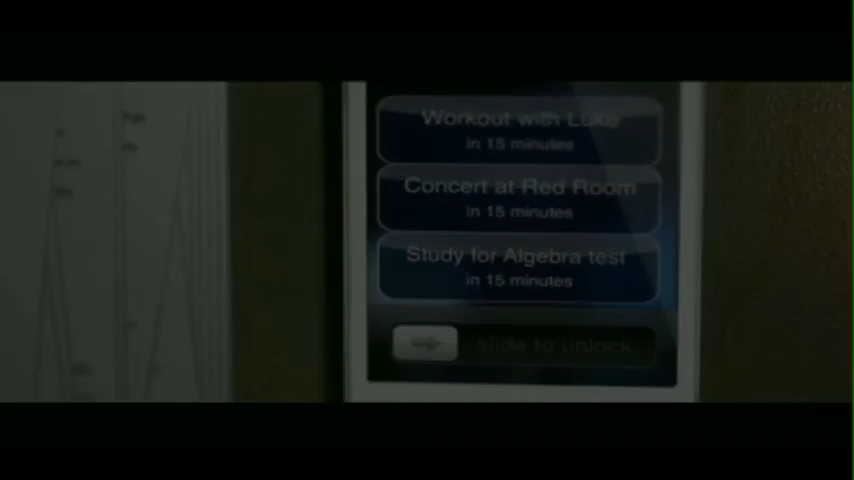 Workout with Luke
in 15 minutes
Concert at Red Room
in 15 minutes
Study for Algebra test
in 15 minutes
slide to unlock